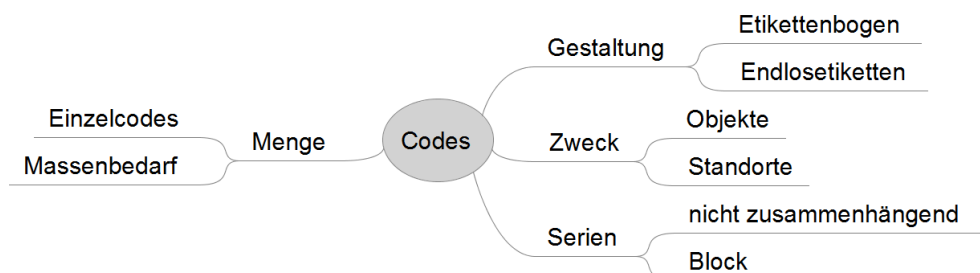 Etikettenbogen
Gestaltung
Endlosetiketten
Einzelcodes
Menge
Massenbedarf
Codes
Objekte
Zweck
Standorte
nicht zusammenhängend
Serien
Block